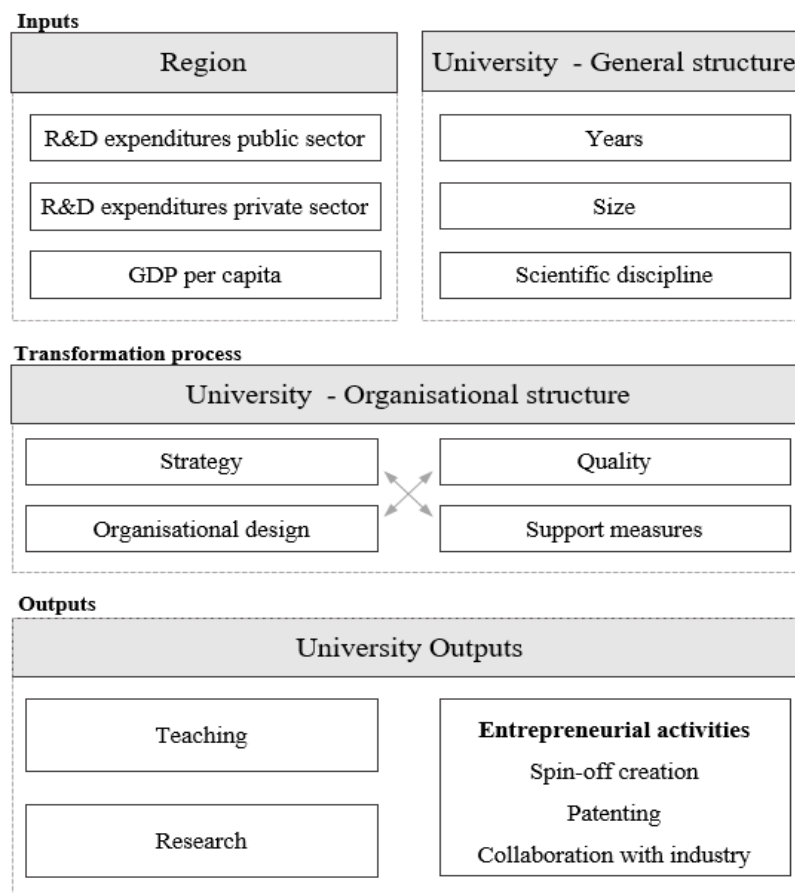 Inputs
Region
R&D expenditures public sector
R&D expenditures private sector
GDP per capita
University - General structure
Years
Size
Scientific discipline
Transformation process
University - Organisational structure
Strategy
Quality
Organisational design
Support measures
Outputs
University Outputs
Teaching
Research
Entrepreneurial activities
Spin-off creation
Patenting
Collaboration with industry